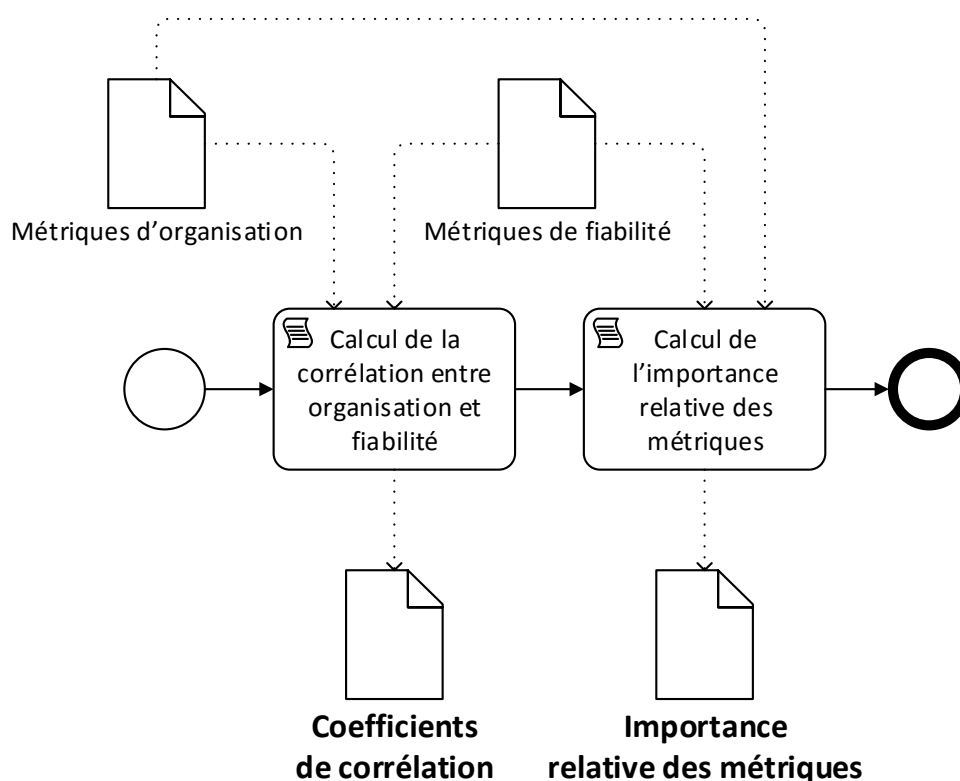 Métriques d’organisation
Métriques de fiabilité
Calcul de la
corrélation entre
organisation et
fiabilité
Calcul de
l’importance
relative des
métriques
Coefficients
de corrélation
Importance
relative des métriques